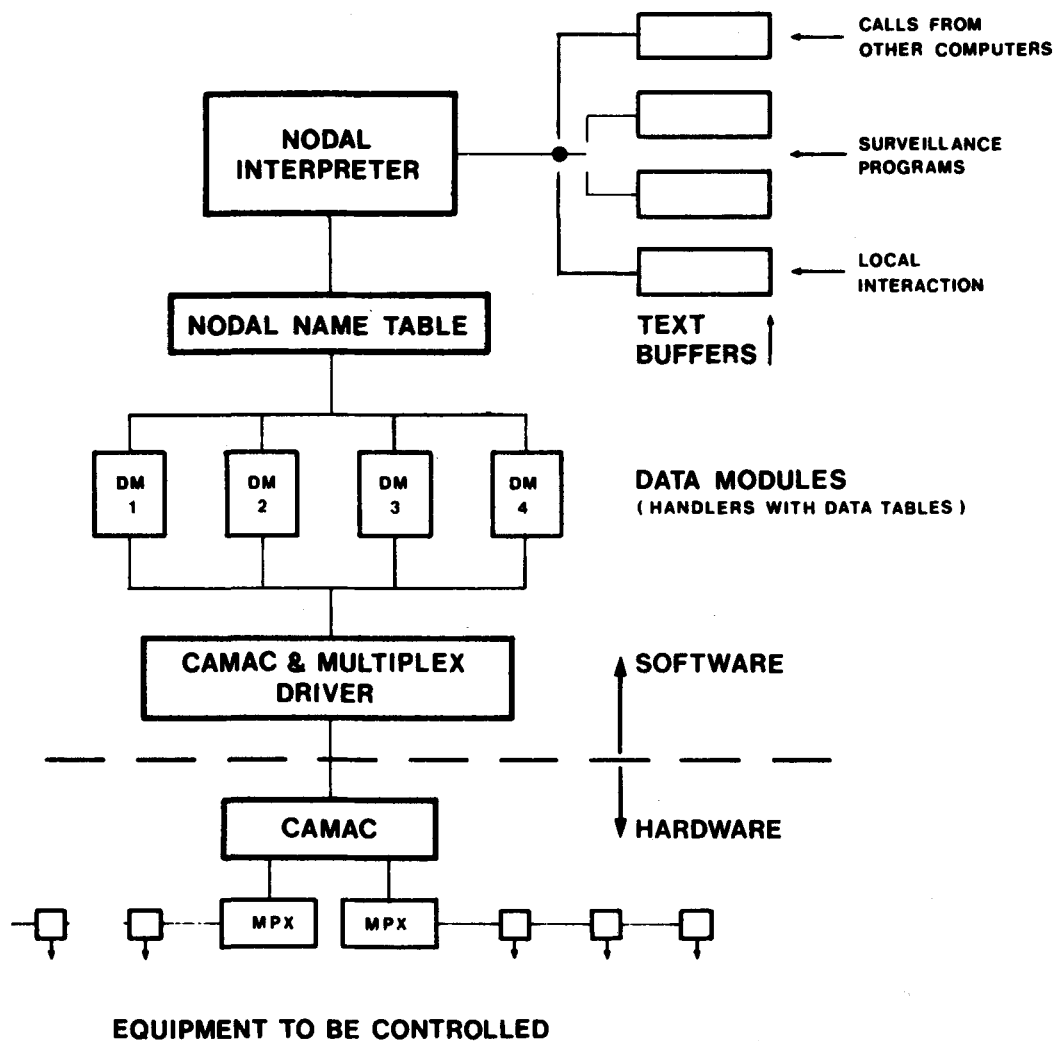 CALLS FROM
OTHER COMPUTERS
NODAL
INTERPRETER
SURVEILLANCE
PROGRAMS
LOCAL
INTERACTION
NODAL NAME TABLE
TEXT
BUFFERS
DM
1
DM
2
DM
3
DM
4
DATA MODULES
(HANDLERS WITH DATA TABLES)
CAMAC & MULTIPLEX
DRIVER
SOFTWARE
CAMAC
HARDWARE
MPX
MPX
EQUIPMENT TO BE CONTROLLED